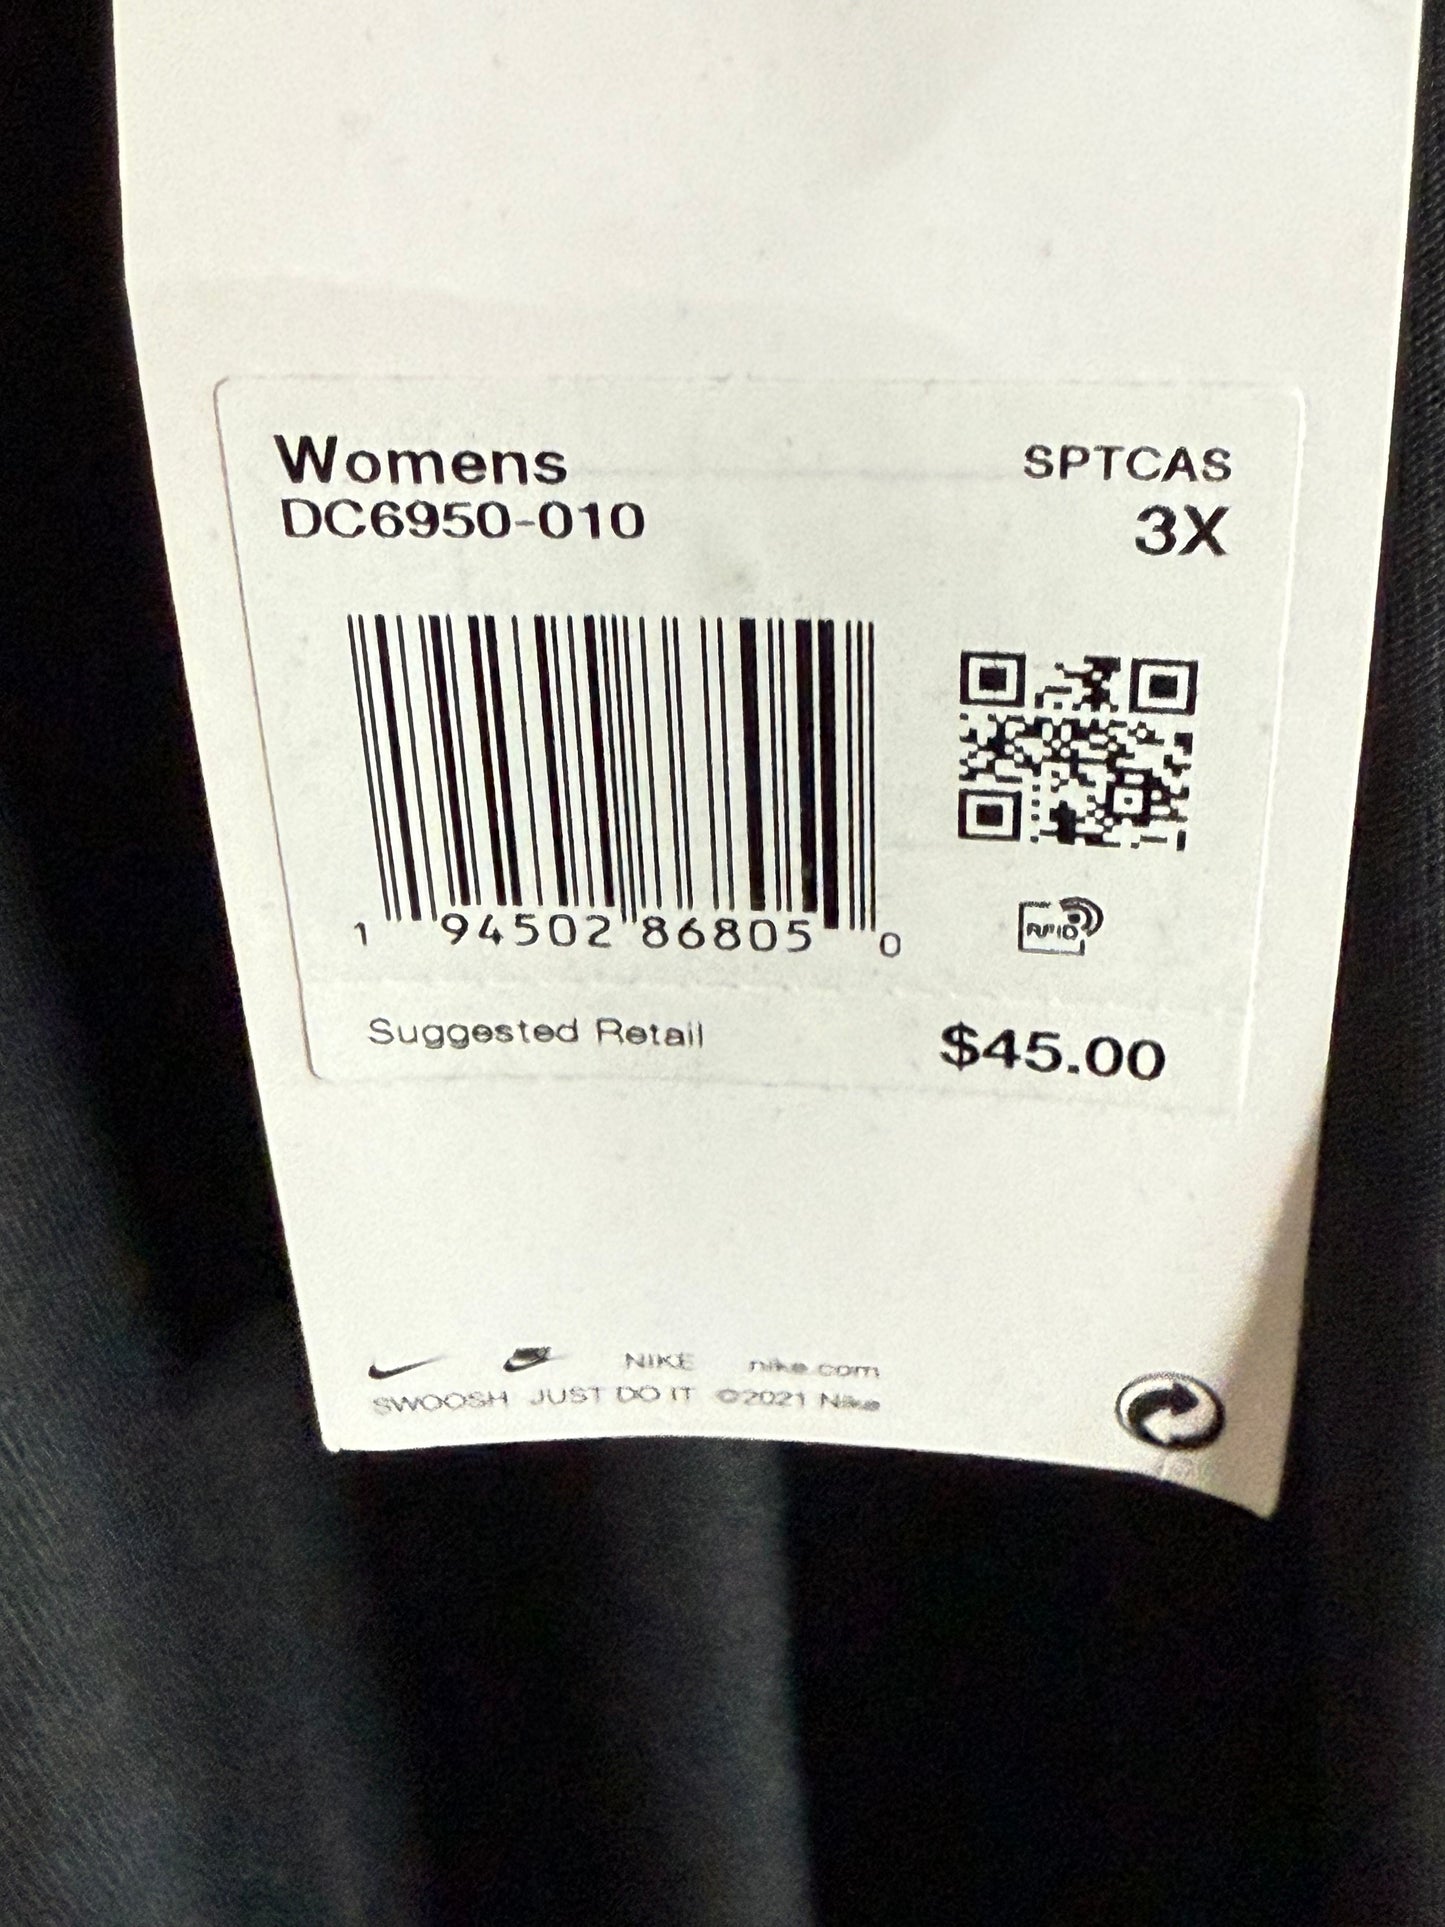 Womens SPTCAS
DC6950-010 3X
1 94502 86805 0
RFID
Suggested Retail $45.00
NIKE nike.com
SWOOSH JUST DO IT ©2021 Nike